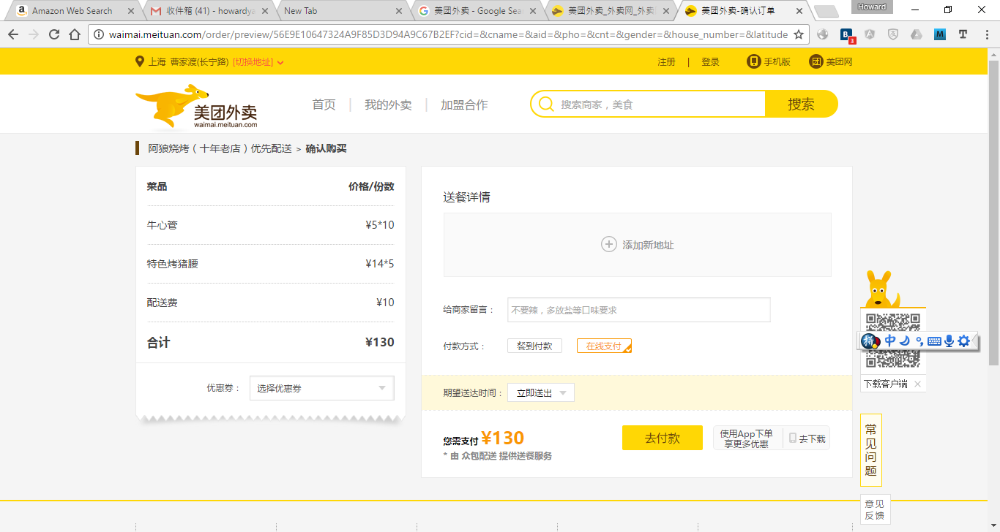 Amazon Web Search
收件箱 (41) - howardya
New Tab
美团外卖 - Google Sear
美团外卖_外卖网_外卖
美团外卖-确认订单
Howard
waimai.meituan.com/order/preview/56E9E10647324A9F85D3D94A9C67B2EF?cid=&cname=&aid=&pho=&cnt=&gender=&house_number=&latitude
上海 曹家渡(长宁路) [切换地址]
注册 | 登录 手机版 美团网
美团外卖
waimai.meituan.com
首页 | 我的外卖 | 加盟合作
搜索商家，美食
搜索
阿狼烧烤（十年老店）优先配送 > 确认购买
菜品 价格/份数
牛心管 ¥5*10
特色烤猪腰 ¥14*5
配送费 ¥10
合计 ¥130
优惠券： 选择优惠券
送餐详情
添加新地址
给商家留言： 不要辣，多放盐等口味要求
付款方式： 餐到付款 在线支付
期望送达时间： 立即送出
您需支付 ¥130
* 由 众包配送 提供送餐服务
去付款
使用App下单
享更多优惠
去下载
中
下载客户端
常见问题
意见
反馈